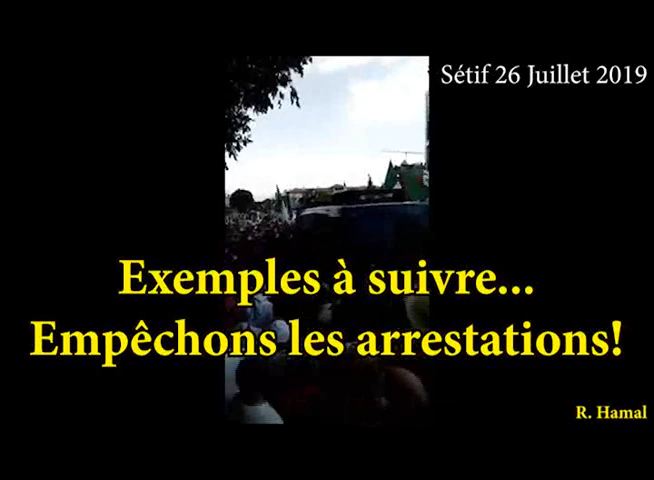 Sétif 26 Juillet 2019
Exemples à suivre...
Empêchons les arrestations!
R. Hamal